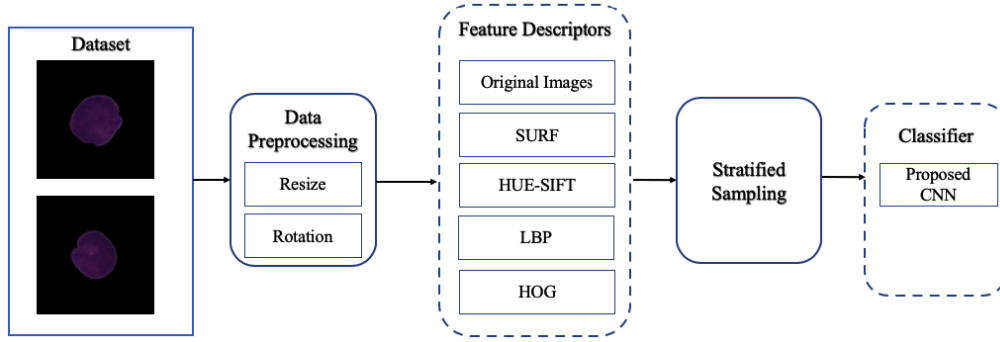 Dataset
Data
Preprocessing
Resize
Rotation
Feature Descriptors
Original Images
SURF
HUE-SIFT
LBP
HOG
Stratified
Sampling
Classifier
Proposed
CNN